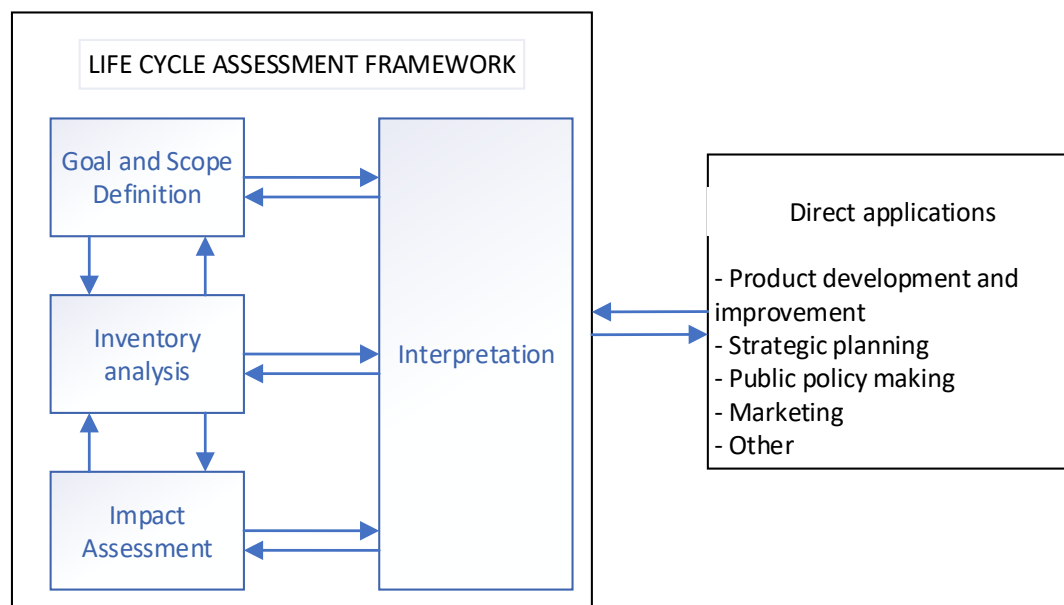 LIFE CYCLE ASSESSMENT FRAMEWORK
Goal and Scope
Definition
Inventory
analysis
Impact
Assessment
Interpretation
Direct applications
- Product development and
improvement
- Strategic planning
- Public policy making
- Marketing
- Other